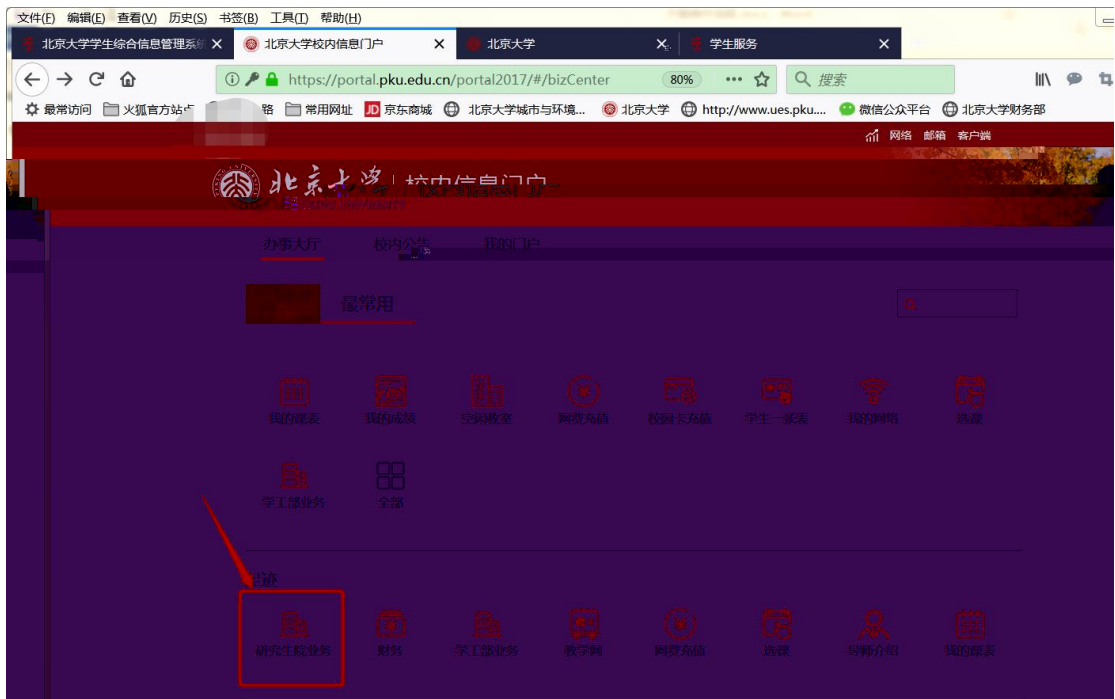 文件(F) 编辑(E) 查看(V) 历史(S) 书签(B) 工具(T) 帮助(H)
北京大学学生综合信息管理系统 × 北京大学校内信息门户 × 北京大学 × 学生服务 ×
https://portal.pku.edu.cn/portal2017/#/bizCenter 80% ••• 搜索
最常访问 火狐官方站点 路 常用网址 JD 京东商城 北京大学城市与环境... 北京大学 http://www.ues.pku.... 微信公众平台 北京大学财务部
网络 邮箱 客户端
北京大学 校内信息门户
办事大厅 校内公告 我的门户
最常用
我的课表 我的成绩 空闲教室 网费充值 校园卡充值 学生一张表 我的网络 选课
学工部业务 全部
足迹
研究生院业务 财务 学工部业务 教学网 网费充值 选课 导师介绍 我的课表